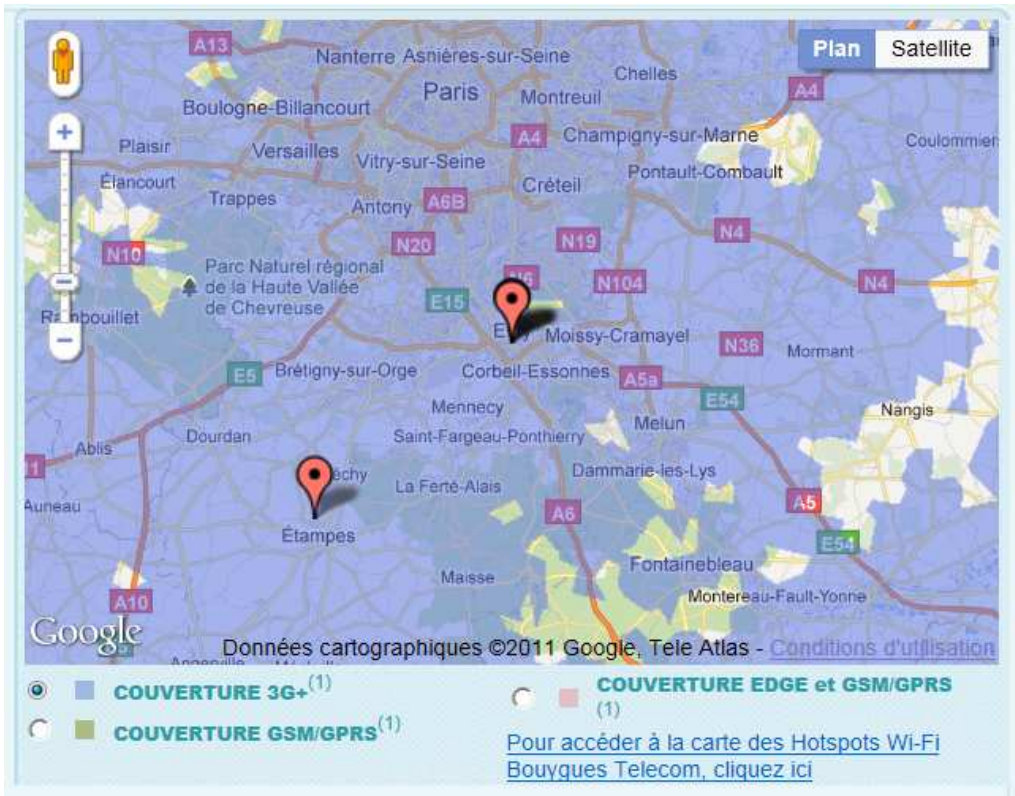 A13
Nanterre Asnières-sur-Seine
Plan Satellite
Chelles
Paris
Boulogne-Billancourt
Montreuil
A4
A4
Champigny-sur-Marne
Plaisir
Versailles
Vitry-sur-Seine
Coulommier
Pontault-Combault
Élancourt
Créteil
Trappes
Antony
A6B
N20
N19
N4
N10
Parc Naturel régional
de la Haute Vallée
de Chevreuse
N6
N104
N4
E15
Moissy-Cramayel
N36
Mormant
E5
Brétigny-sur-Orge
Corbeil-Essonnes
A5a
E54
Mennecy
Nangis
Ablis
Dourdan
Saint-Fargeau-Ponthierry
Melun
échy
La Ferté-Alais
Dammarie-les-Lys
Auneau
A6
A5
Étampes
E54
Fontainebleau
Maisse
Montereau-Fault-Yonne
A10
Google
Données cartographiques ©2011 Google, Tele Atlas - Conditions d'utilisation
COUVERTURE 3G+(1)
COUVERTURE EDGE et GSM/GPRS
(1)
COUVERTURE GSM/GPRS(1)
Pour accéder à la carte des Hotspots Wi-Fi
Bouygues Telecom, cliquez ici